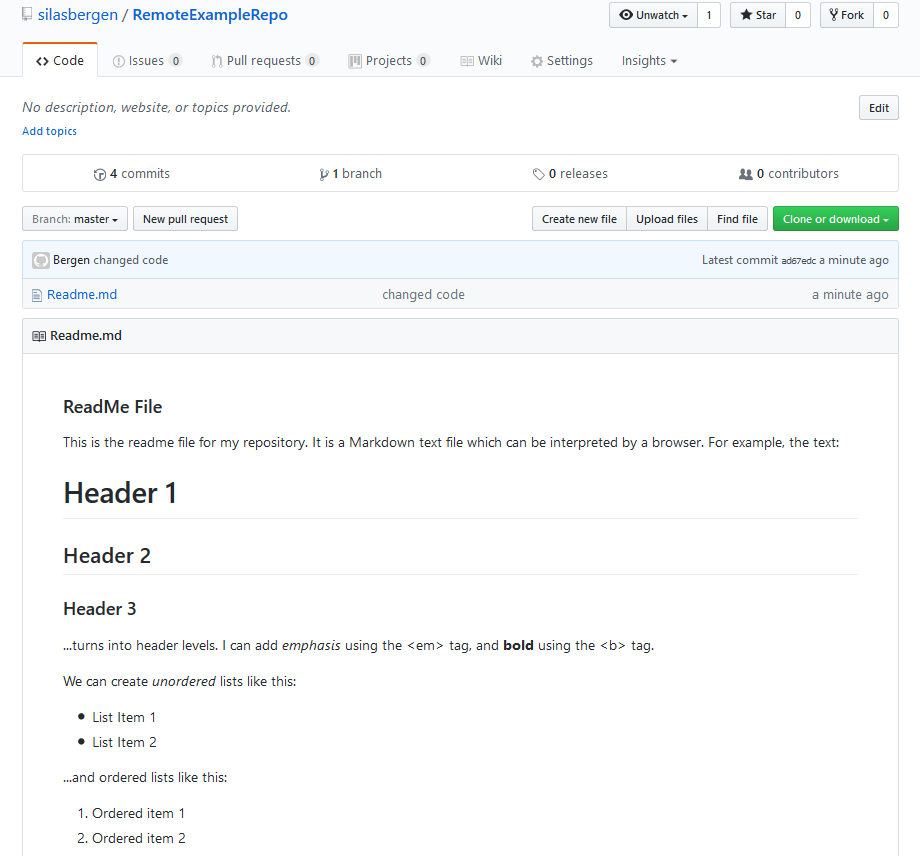 silasbergen / RemoteExampleRepo
Unwatch 1 Star 0 Fork 0
Code Issues 0 Pull requests 0 Projects 0 Wiki Settings Insights
No description, website, or topics provided.
Edit
Add topics
4 commits 1 branch 0 releases 0 contributors
Branch: master New pull request Create new file Upload files Find file Clone or download
Bergen changed code Latest commit ad67edc a minute ago
Readme.md changed code a minute ago
Readme.md
ReadMe File
This is the readme file for my repository. It is a Markdown text file which can be interpreted by a browser. For example, the text:
Header 1
Header 2
Header 3
...turns into header levels. I can add emphasis using the <em> tag, and bold using the <b> tag.
We can create unordered lists like this:
• List Item 1
• List Item 2
...and ordered lists like this:
1. Ordered item 1
2. Ordered item 2